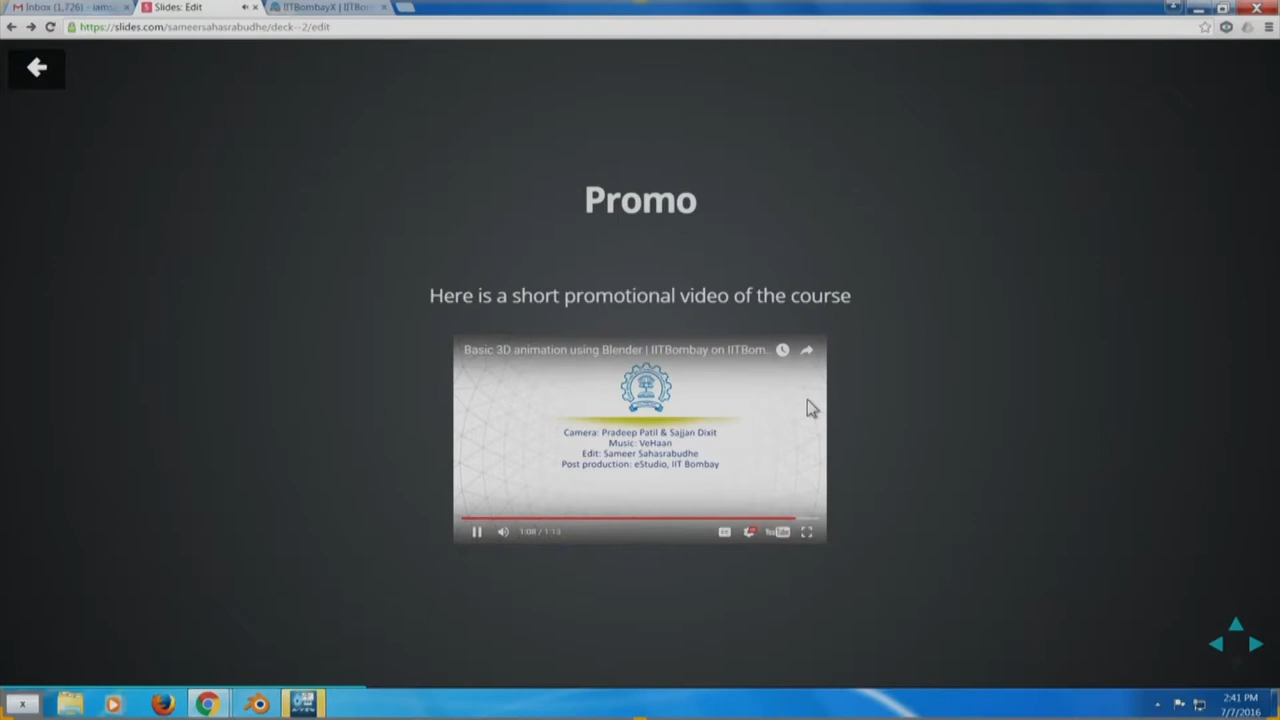 Inbox (1,726) - iams
Slides: Edit
IITBombayX | IITBom
https://slides.com/sameersahasrabudhe/deck--2/edit
Promo
Here is a short promotional video of the course
Basic 3D animation using Blender | IITBombay on IITBom...
Camera: Pradeep Patil & Sajjan Dixit
Music: VeHaan
Edit: Sameer Sahasrabudhe
Post production: eStudio, IIT Bombay
1:08 / 1:13
YouTube
2:41 PM
7/7/2016